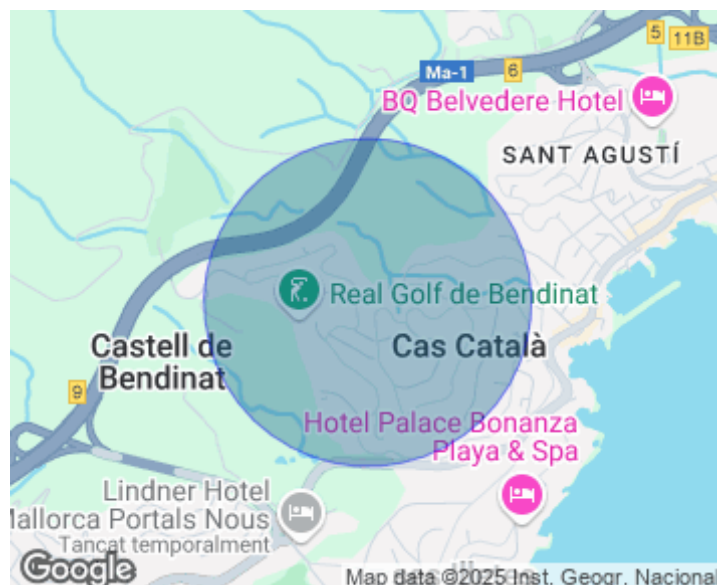 5
11B
Ma-1
6
BQ Belvedere Hotel
SANT AGUSTÍ
Real Golf de Bendinat
Castell de
Bendinat
Cas Català
9
Hotel Palace Bonanza
Playa & Spa
Lindner Hotel
Mallorca Portals Nous
Tancat temporalment
Google
Map data ©2025 Inst. Geogr. Nacional